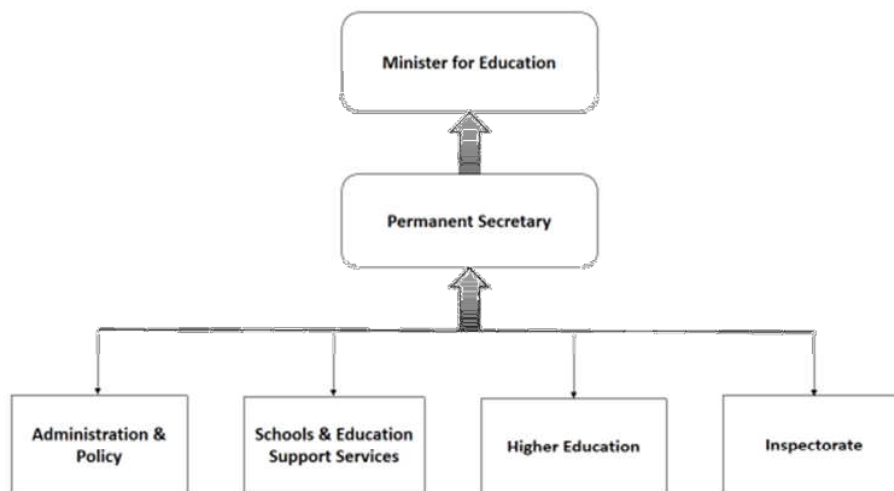 Minister for Education
Permanent Secretary
Administration &
Policy
Schools & Education
Support Services
Higher Education
Inspectorate